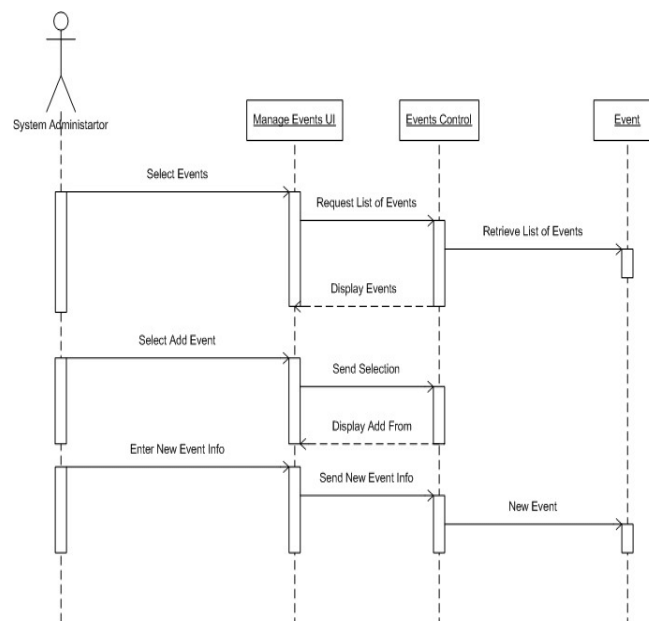 System Administartor
Manage Events UI
Events Control
Event
Select Events
Request List of Events
Retrieve List of Events
Display Events
Select Add Event
Send Selection
Display Add From
Enter New Event Info
Send New Event Info
New Event